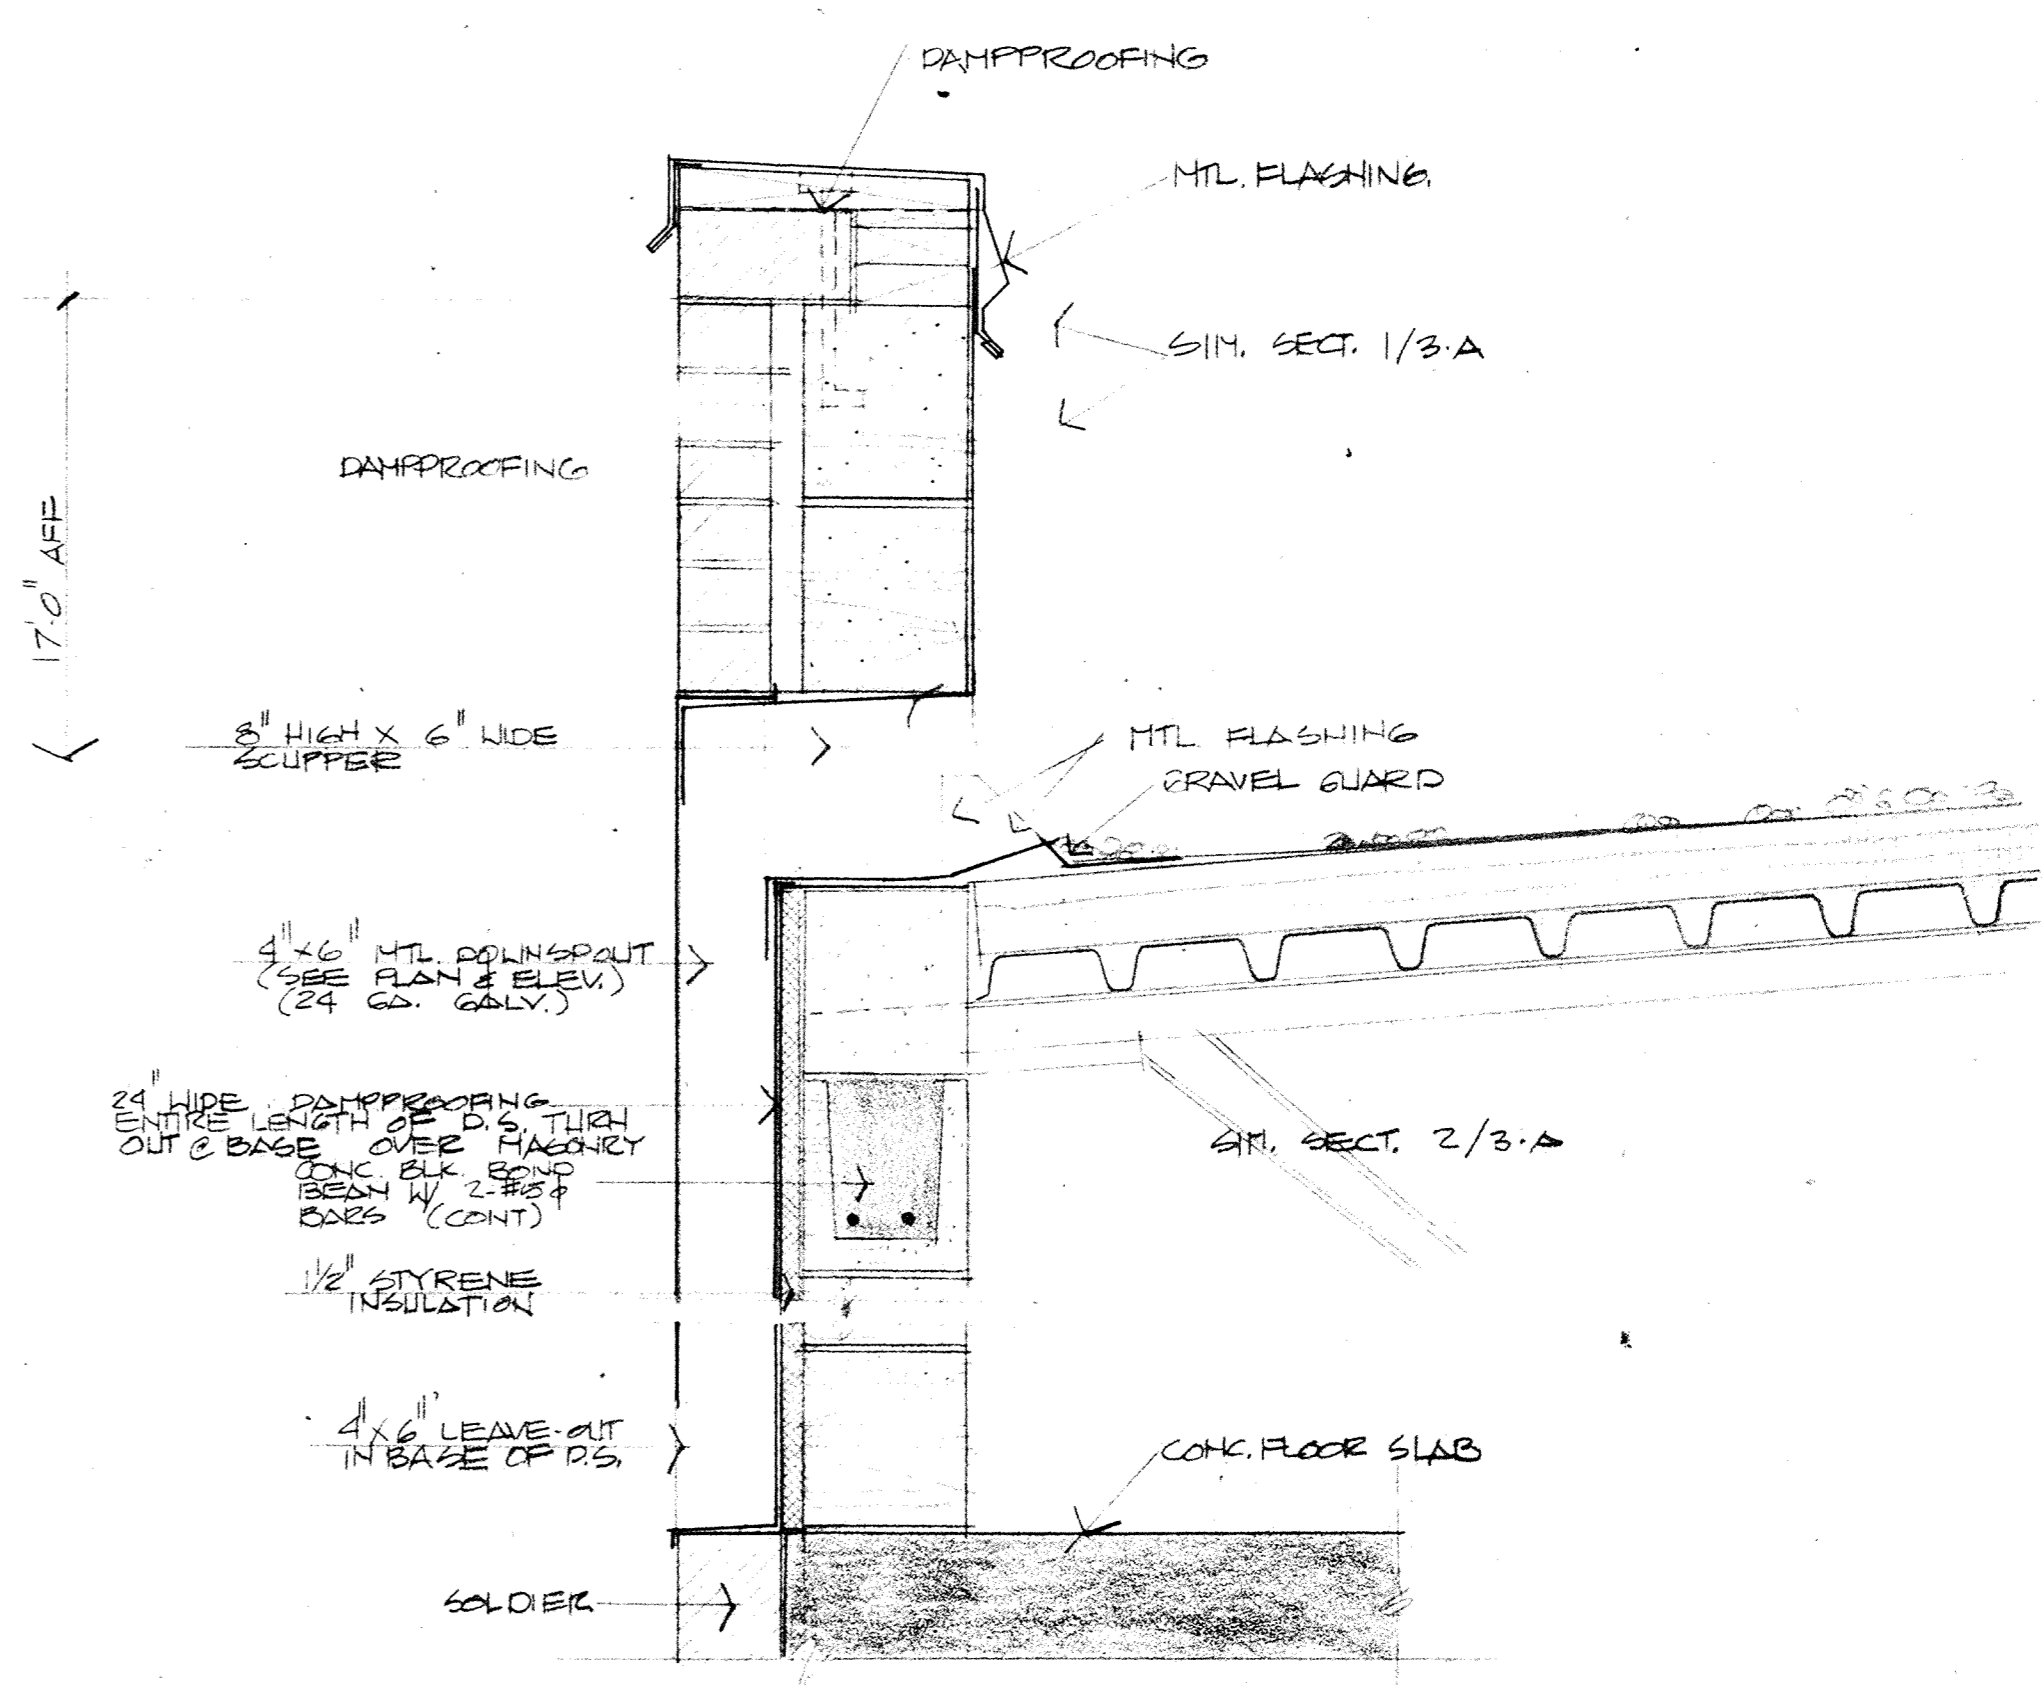 DAMPPROOFING
MTL. FLASHING.
SIM. SECT. 1/3·A
DAMPPROOFING
17'-0" AFF
8" HIGH X 6" WIDE
SCUPPER
MTL FLASHING
GRAVEL GUARD
4"x6" MTL. DOWNSPOUT
(SEE PLAN & ELEV.)
(24 GA. GALV.)
24" WIDE DAMPPROOFING
ENTIRE LENGTH OF D.S. TURN
OUT @ BASE OVER MASONRY
CONC. BLK. BOND
BEAM W/ 2-#5φ
BARS (CONT)
SIM. SECT. 2/3·A
1½" STYRENE
INSULATION
4"x6" LEAVE-OUT
IN BASE OF D.S.
CONC. FLOOR SLAB
SOLDIER